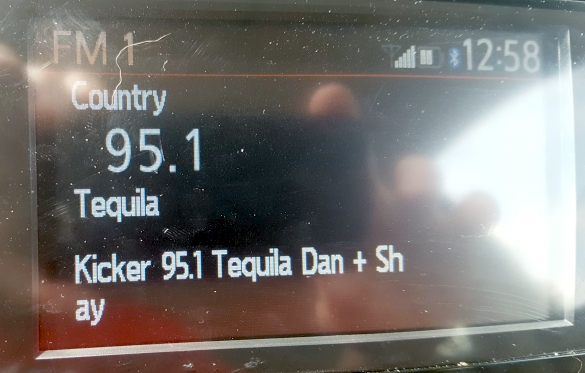 FM 1 12:58
Country
95.1
Tequila
Kicker 95.1 Tequila Dan + Sh
ay